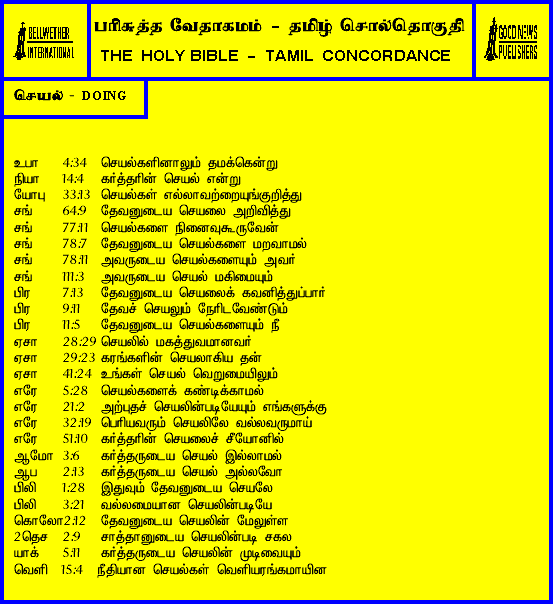 BELLWETHER INTERNATIONAL
பரிசுத்த வேதாகமம் - தமிழ் சொல்தொகுதி
THE HOLY BIBLE - TAMIL CONCORDANCE
GOOD NEWS PUBLISHERS
செயல் - DOING
உபா 4:34 செயல்களினாலும் தமக்கென்று
நியா 14:4 கர்த்தரின் செயல் என்று
யோபு 33:13 செயல்கள் எல்லாவற்றையுங்குறித்து
சங் 64:9 தேவனுடைய செயலை அறிவித்து
சங் 77:11 செயல்களை நினைவுகூருவேன்
சங் 78:7 தேவனுடைய செயல்களை மறவாமல்
சங் 78:11 அவருடைய செயல்களையும் அவர்
சங் 111:3 அவருடைய செயல் மகிமையும்
பிர 7:13 தேவனுடைய செயலைக் கவனித்துப்பார்
பிர 9:11 தேவச் செயலும் நேரிடவேண்டும்
பிர 11:5 தேவனுடைய செயல்களையும் நீ
ஏசா 28:29 செயலில் மகத்துவமானவர்
ஏசா 29:23 கரங்களின் செயலாகிய தன்
ஏசா 41:24 உங்கள் செயல் வெறுமையிலும்
எரே 5:28 செயல்களைக் கண்டிக்காமல்
எரே 21:2 அற்புதச் செயலின்படியேயும் எங்களுக்கு
எரே 32:19 பெரியவரும் செயலிலே வல்லவருமாய்
எரே 51:10 கர்த்தரின் செயலைச் சீயோனில்
ஆமோ 3:6 கர்த்தருடைய செயல் இல்லாமல்
ஆப 2:13 கர்த்தருடைய செயல் அல்லவோ
பிலி 1:28 இதுவும் தேவனுடைய செயலே
பிலி 3:21 வல்லமையான செயலின்படியே
கொலோ 2:12 தேவனுடைய செயலின் மேலுள்ள
2தெச 2:9 சாத்தானுடைய செயலின்படி சகல
யாக் 5:11 கர்த்தருடைய செயலின் முடிவையும்
வெளி 15:4 நீதியான செயல்கள் வெளியரங்கமாயின